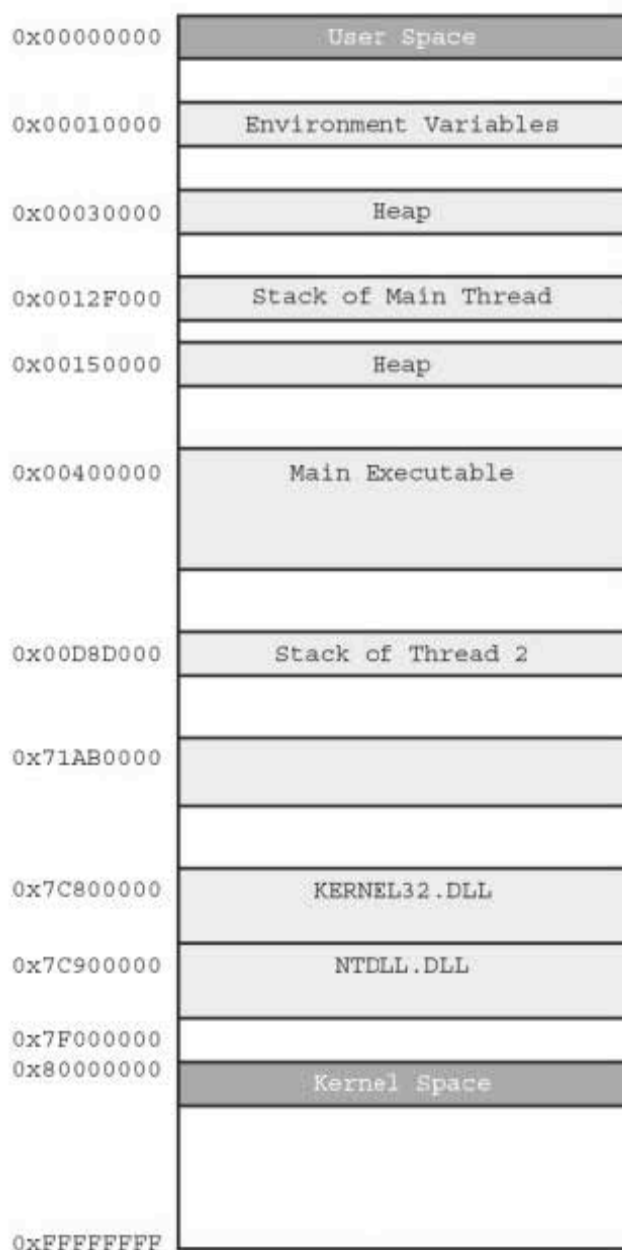 0x00000000 User Space
0x00010000 Environment Variables
0x00030000 Heap
0x0012F000 Stack of Main Thread
0x00150000 Heap
0x00400000 Main Executable
0x00D8D000 Stack of Thread 2
0x71AB0000
0x7C800000 KERNEL32.DLL
0x7C900000 NTDLL.DLL
0x7F000000
0x80000000 Kernel Space
0xFFFFFFFF